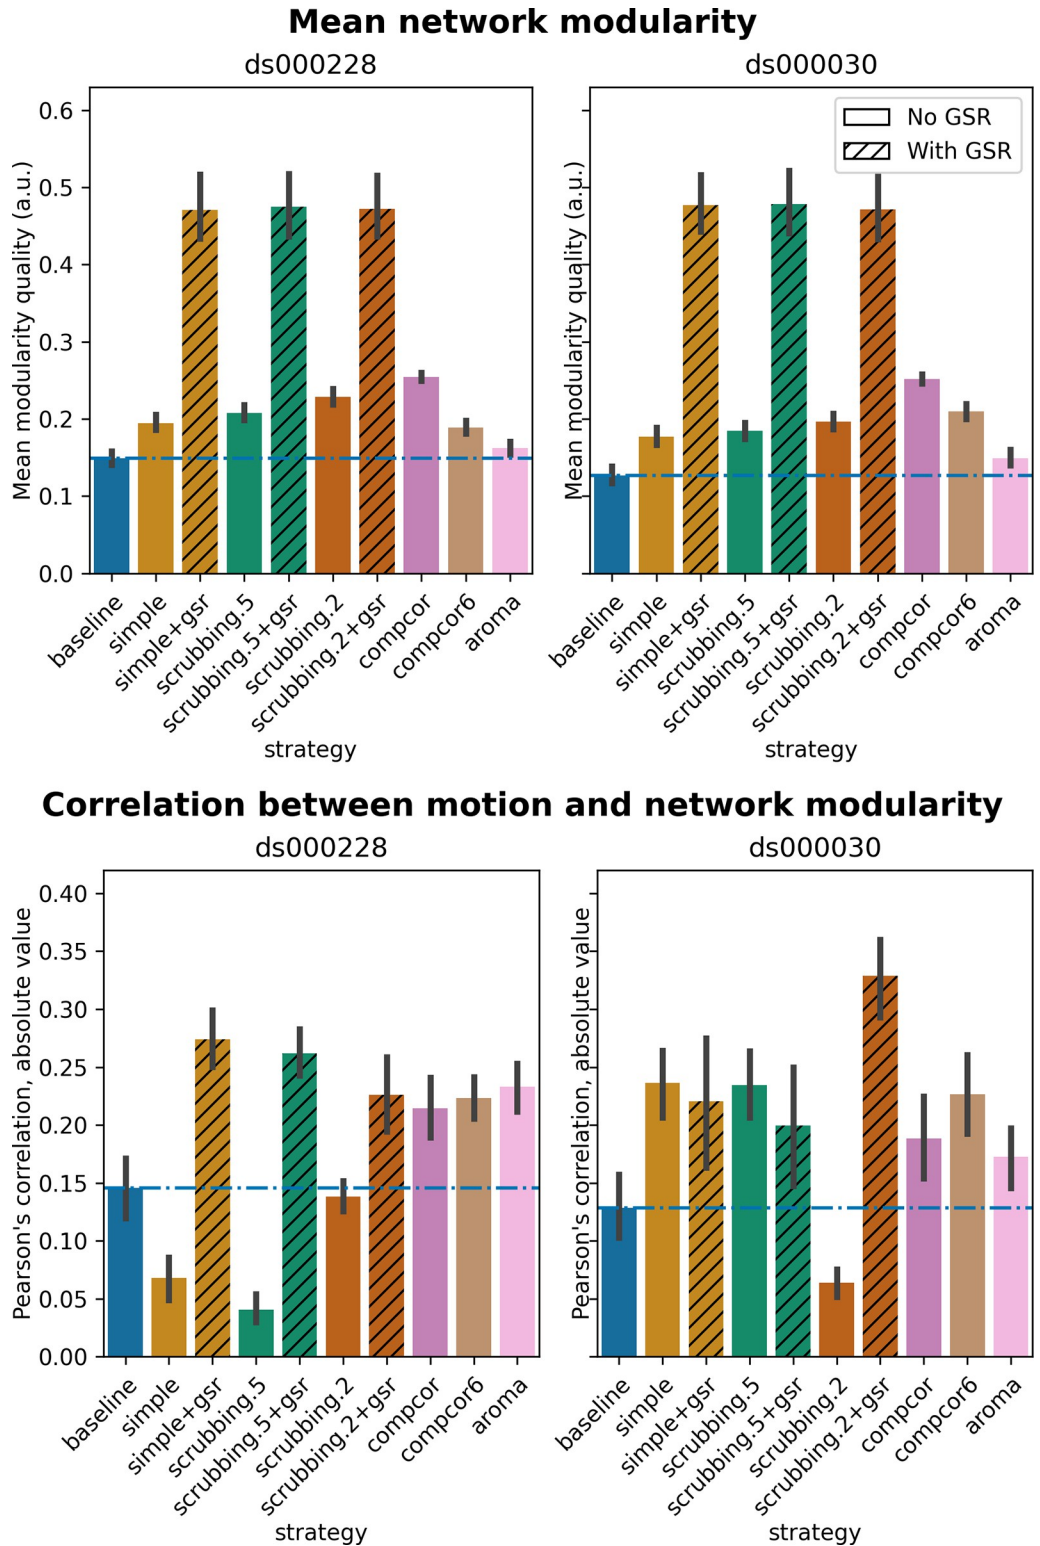 Mean network modularity
ds000228
ds000030
Mean modularity quality (a.u.)
0.6
0.5
0.4
0.3
0.2
0.1
0.0
Mean modularity quality (a.u.)
No GSR
With GSR
baseline
simple
simple+gsr
scrubbing.5
scrubbing.5+gsr
scrubbing.2
scrubbing.2+gsr
compcor
compcor6
aroma
strategy
baseline
simple
simple+gsr
scrubbing.5
scrubbing.5+gsr
scrubbing.2
scrubbing.2+gsr
compcor
compcor6
aroma
strategy
Correlation between motion and network modularity
ds000228
ds000030
Pearson's correlation, absolute value
0.40
0.35
0.30
0.25
0.20
0.15
0.10
0.05
0.00
Pearson's correlation, absolute value
baseline
simple
simple+gsr
scrubbing.5
scrubbing.5+gsr
scrubbing.2
scrubbing.2+gsr
compcor
compcor6
aroma
strategy
baseline
simple
simple+gsr
scrubbing.5
scrubbing.5+gsr
scrubbing.2
scrubbing.2+gsr
compcor
compcor6
aroma
strategy